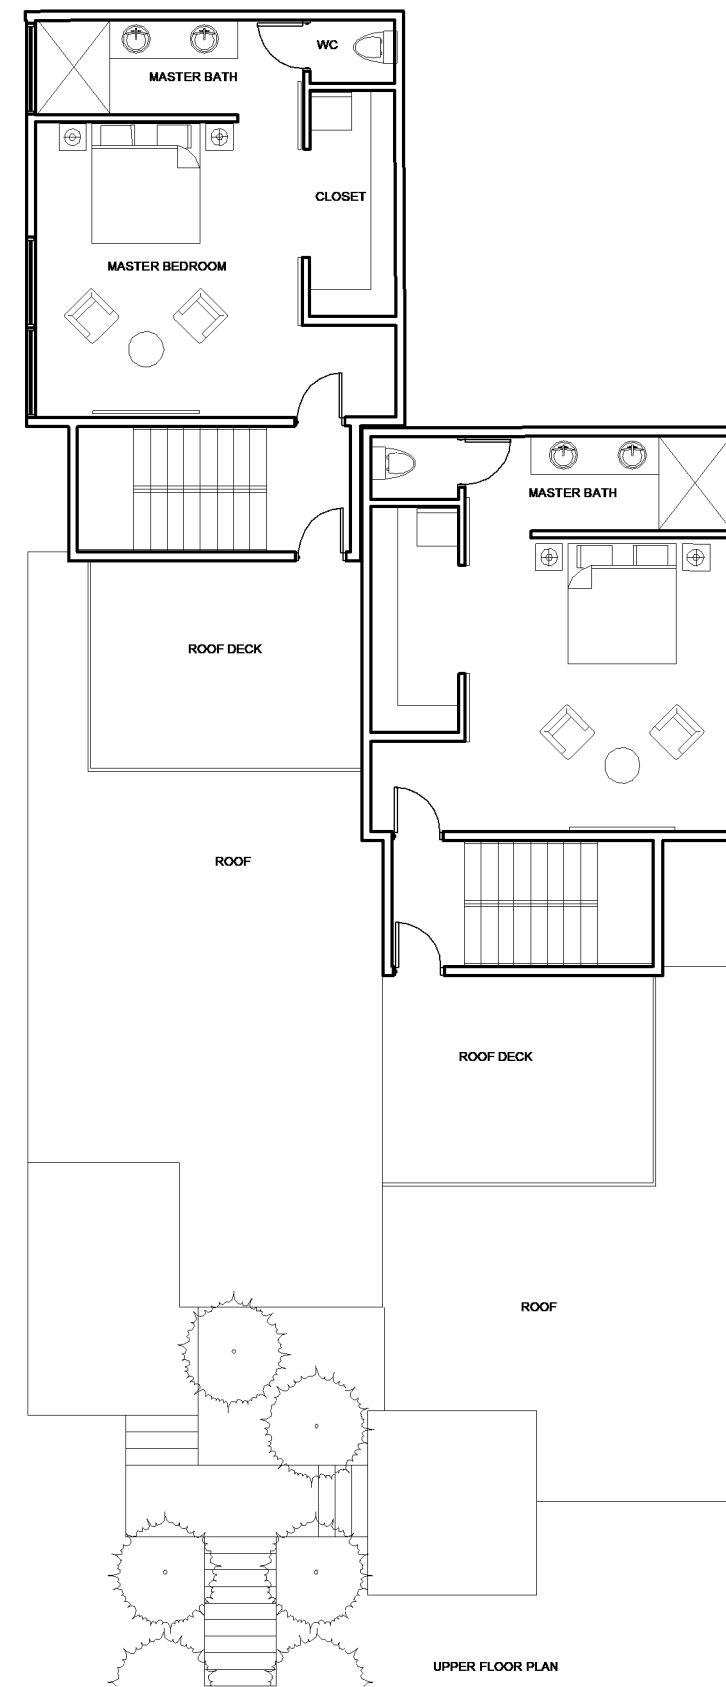 WC
MASTER BATH
CLOSET
MASTER BEDROOM
MASTER BATH
ROOF DECK
ROOF
ROOF DECK
ROOF
UPPER FLOOR PLAN